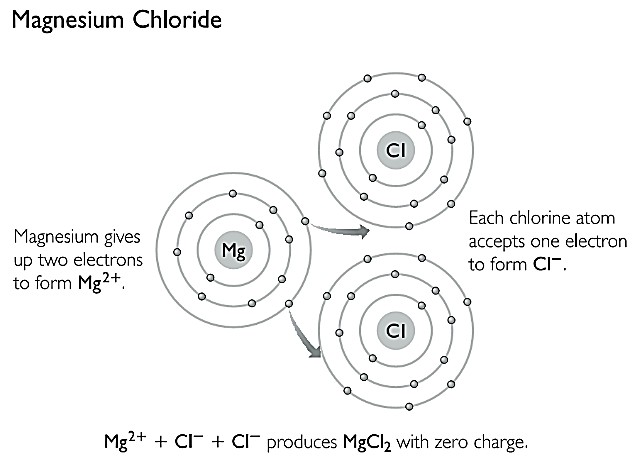 Magnesium Chloride
Cl
Magnesium gives
up two electrons
to form Mg²⁺.
Mg
Each chlorine atom
accepts one electron
to form Cl⁻.
Cl
Mg²⁺ + Cl⁻ + Cl⁻ produces MgCl₂ with zero charge.